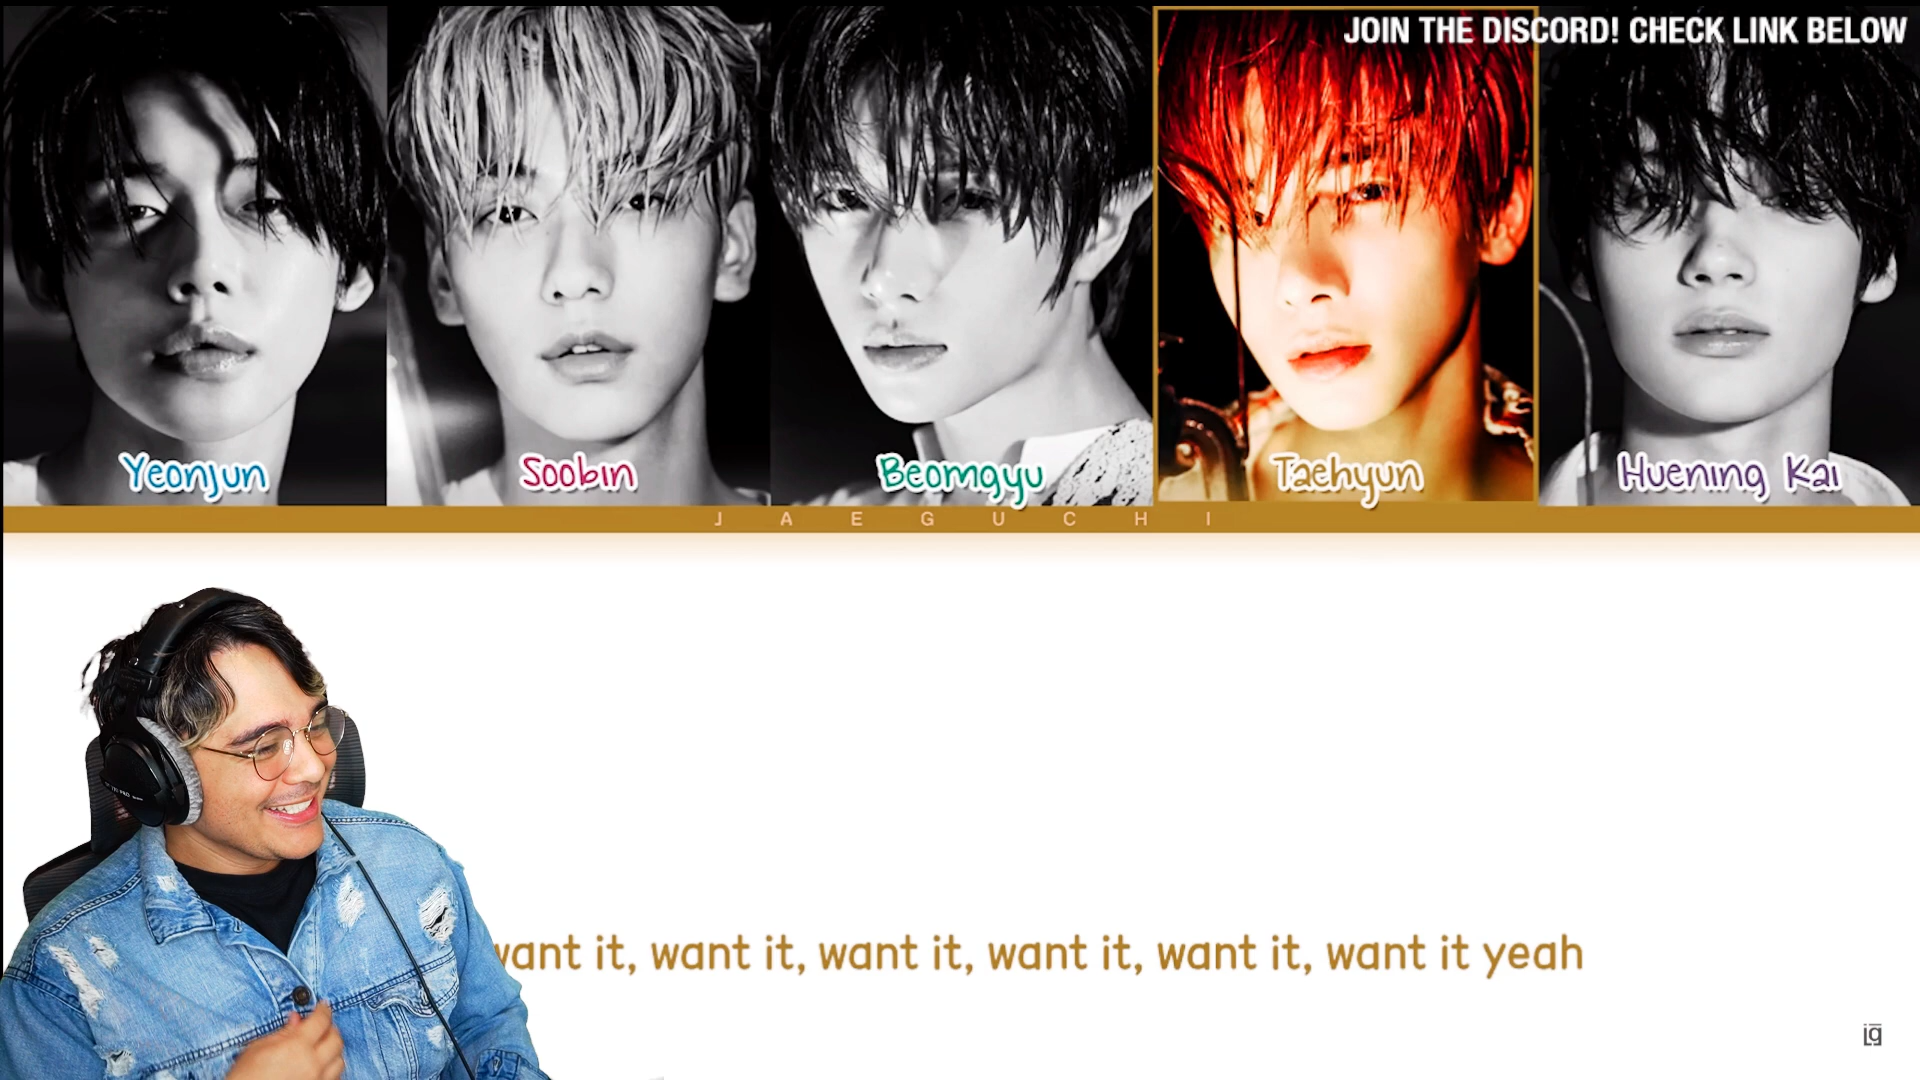 JOIN THE DISCORD! CHECK LINK BELOW
Yeonjun
Soobin
Beomgyu
Taehyun
Huening Kai
JAEGUCHI
want it, want it, want it, want it, want it, want it yeah